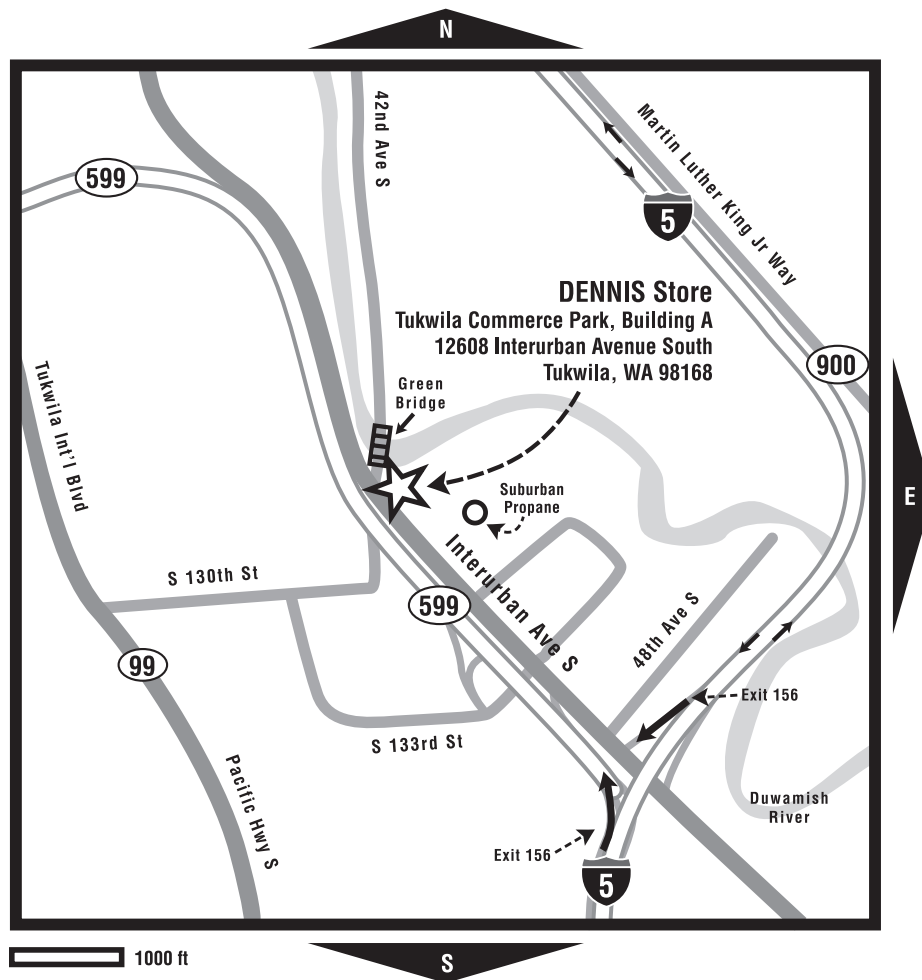 N
42nd Ave S
Martin Luther King Jr Way
599
5
DENNIS Store
Tukwila Commerce Park, Building A
12608 Interurban Avenue South
Tukwila, WA 98168
900
Green
Bridge
Tukwila Int'l Blvd
E
Suburban
Propane
Interurban Ave S
S 130th St
599
48th Ave S
99
Exit 156
S 133rd St
Pacific Hwy S
Duwamish
River
Exit 156
5
1000 ft
S